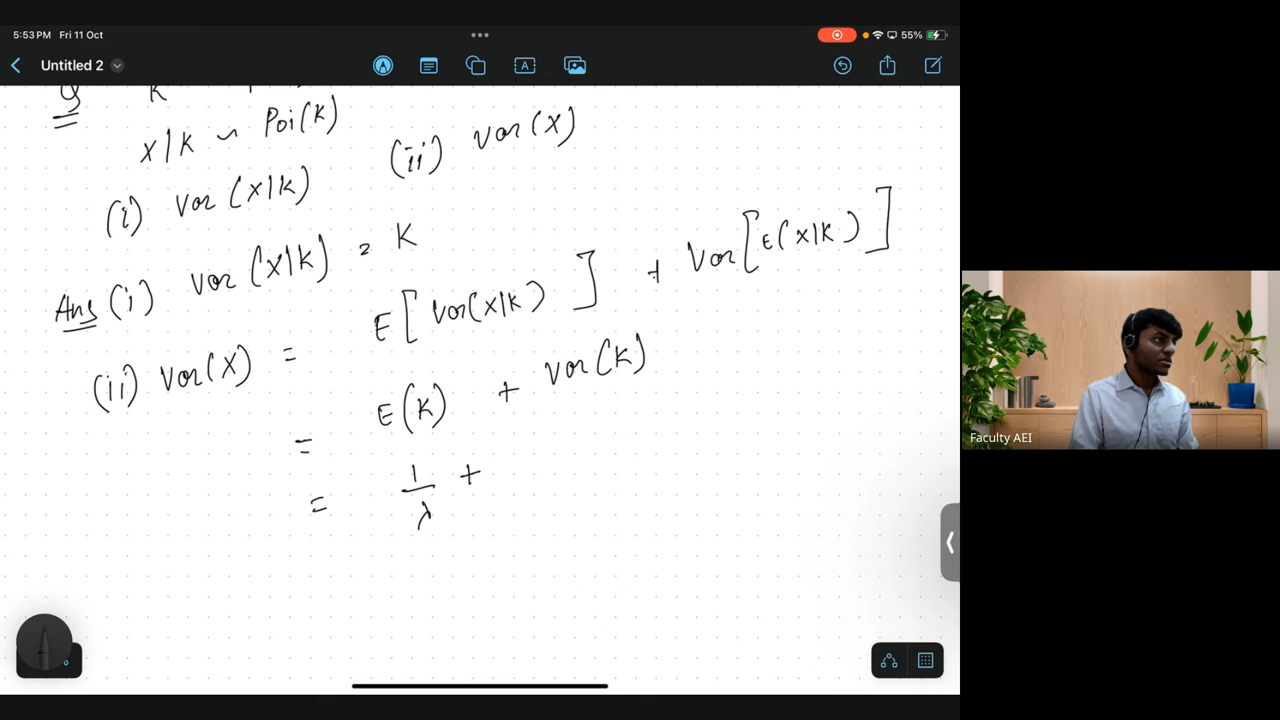 5:53 PM Fri 11 Oct
55%
Untitled 2
Q K
X|K ~ Poi(K)
(i) Var (X|K) (ii) Var(X)
Ans (i) Var (X|K) = K
(ii) Var(X) = E[Var(X|K)] + Var[E(X|K)]
= E(K) + Var(K)
= 1/λ +
Faculty AEI